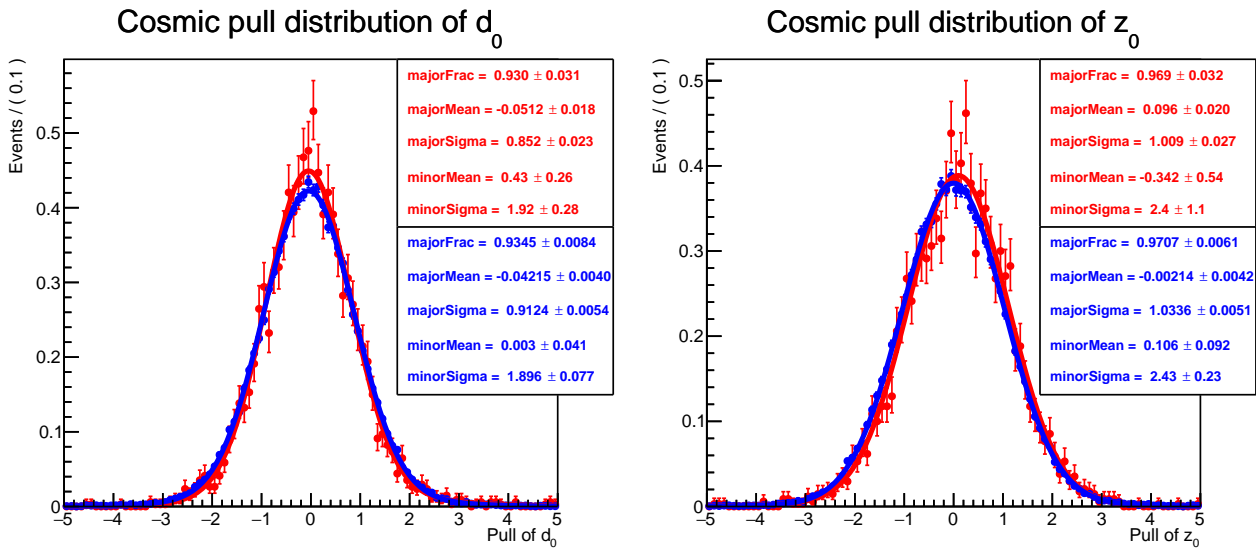 Cosmic pull distribution of d0
Events / ( 0.1 )
0.5
0.4
0.3
0.2
0.1
0
majorFrac = 0.930 ± 0.031
majorMean = -0.0512 ± 0.018
majorSigma = 0.852 ± 0.023
minorMean = 0.43 ± 0.26
minorSigma = 1.92 ± 0.28
majorFrac = 0.9345 ± 0.0084
majorMean = -0.04215 ± 0.0040
majorSigma = 0.9124 ± 0.0054
minorMean = 0.003 ± 0.041
minorSigma = 1.896 ± 0.077
−5 −4 −3 −2 −1 0 1 2 3 4 5
Pull of d0
Cosmic pull distribution of z0
Events / ( 0.1 )
0.5
0.4
0.3
0.2
0.1
0
majorFrac = 0.969 ± 0.032
majorMean = 0.096 ± 0.020
majorSigma = 1.009 ± 0.027
minorMean = -0.342 ± 0.54
minorSigma = 2.4 ± 1.1
majorFrac = 0.9707 ± 0.0061
majorMean = -0.00214 ± 0.0042
majorSigma = 1.0336 ± 0.0051
minorMean = 0.106 ± 0.092
minorSigma = 2.43 ± 0.23
−5 −4 −3 −2 −1 0 1 2 3 4 5
Pull of z0